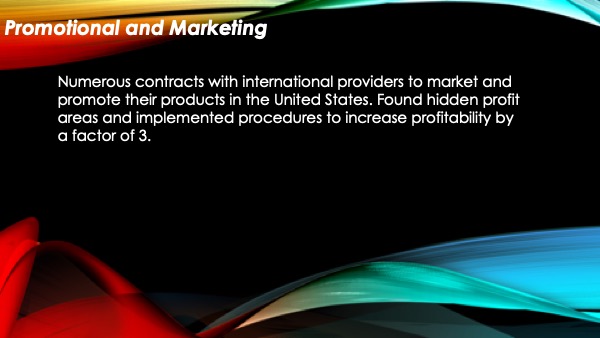 Promotional and Marketing
Numerous contracts with international providers to market and
promote their products in the United States. Found hidden profit
areas and implemented procedures to increase profitability by
a factor of 3.